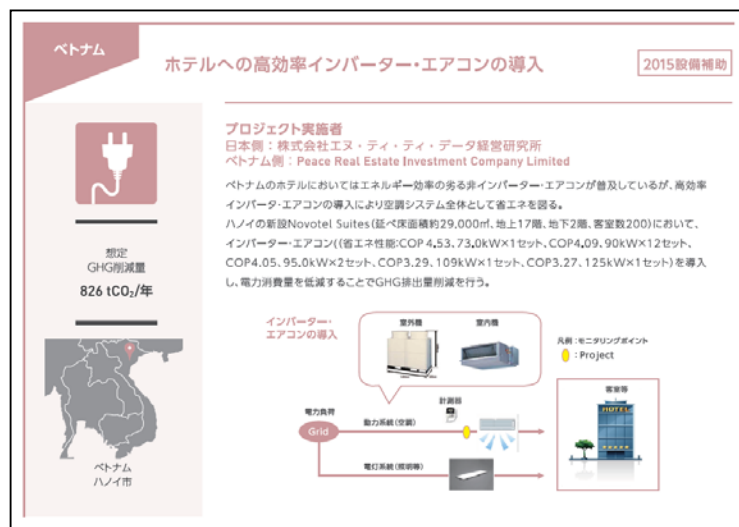 ベトナム
ホテルへの高効率インバーター・エアコンの導入
2015設備補助
プロジェクト実施者
日本側：株式会社エヌ・ティ・ティ・データ経営研究所
ベトナム側：Peace Real Estate Investment Company Limited
ベトナムのホテルにおいてはエネルギー効率の劣る非インバーター・エアコンが普及しているが、高効率
インバータ・エアコンの導入により空調システム全体として省エネを図る。
ハノイの新設Novotel Suites（延べ床面積約29,000㎡、地上17階、地下2階、客室数200）において、
インバーター・エアコン（（省エネ性能:COP 4.53、73.0kW×1セット、COP4.09、90kW×12セット、
COP4.05、95.0kW×2セット、COP3.29、109kW×1セット、COP3.27、125kW×1セット）を導入
し、電力消費量を低減することでGHG排出量削減を行う。
想定
GHG削減量
826 tCO₂/年
ベトナム
ハノイ市
インバーター・
エアコンの導入
室外機
室内機
凡例：モニタリングポイント
：Project
計測器
客室等
電力負荷
Grid
動力系統（空調）
HOTEL
電灯系統（照明等）